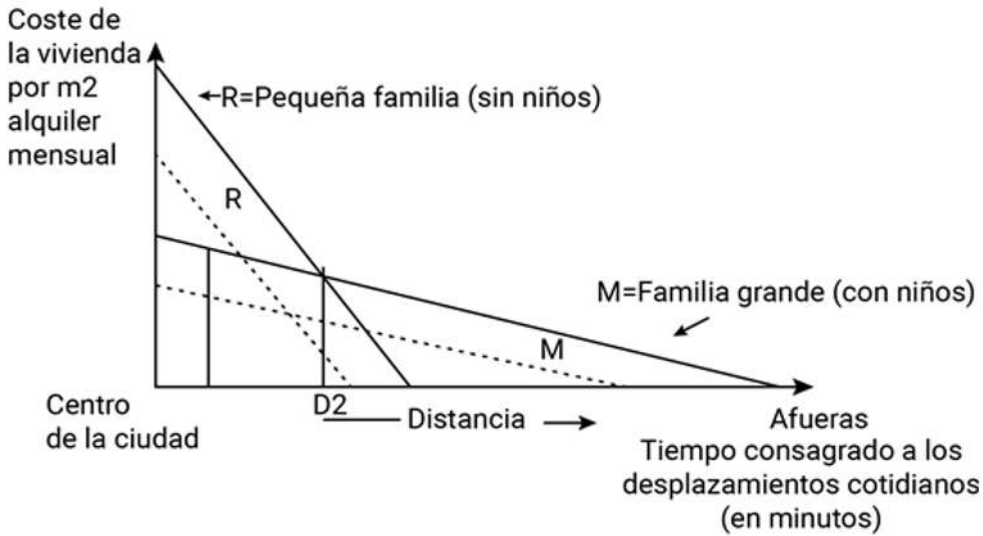 Coste de
la vivienda
por m2
alquiler
mensual
R=Pequeña familia (sin niños)
R
M=Familia grande (con niños)
M
Centro
de la ciudad
D2
Distancia
Afueras
Tiempo consagrado a los
desplazamientos cotidianos
(en minutos)